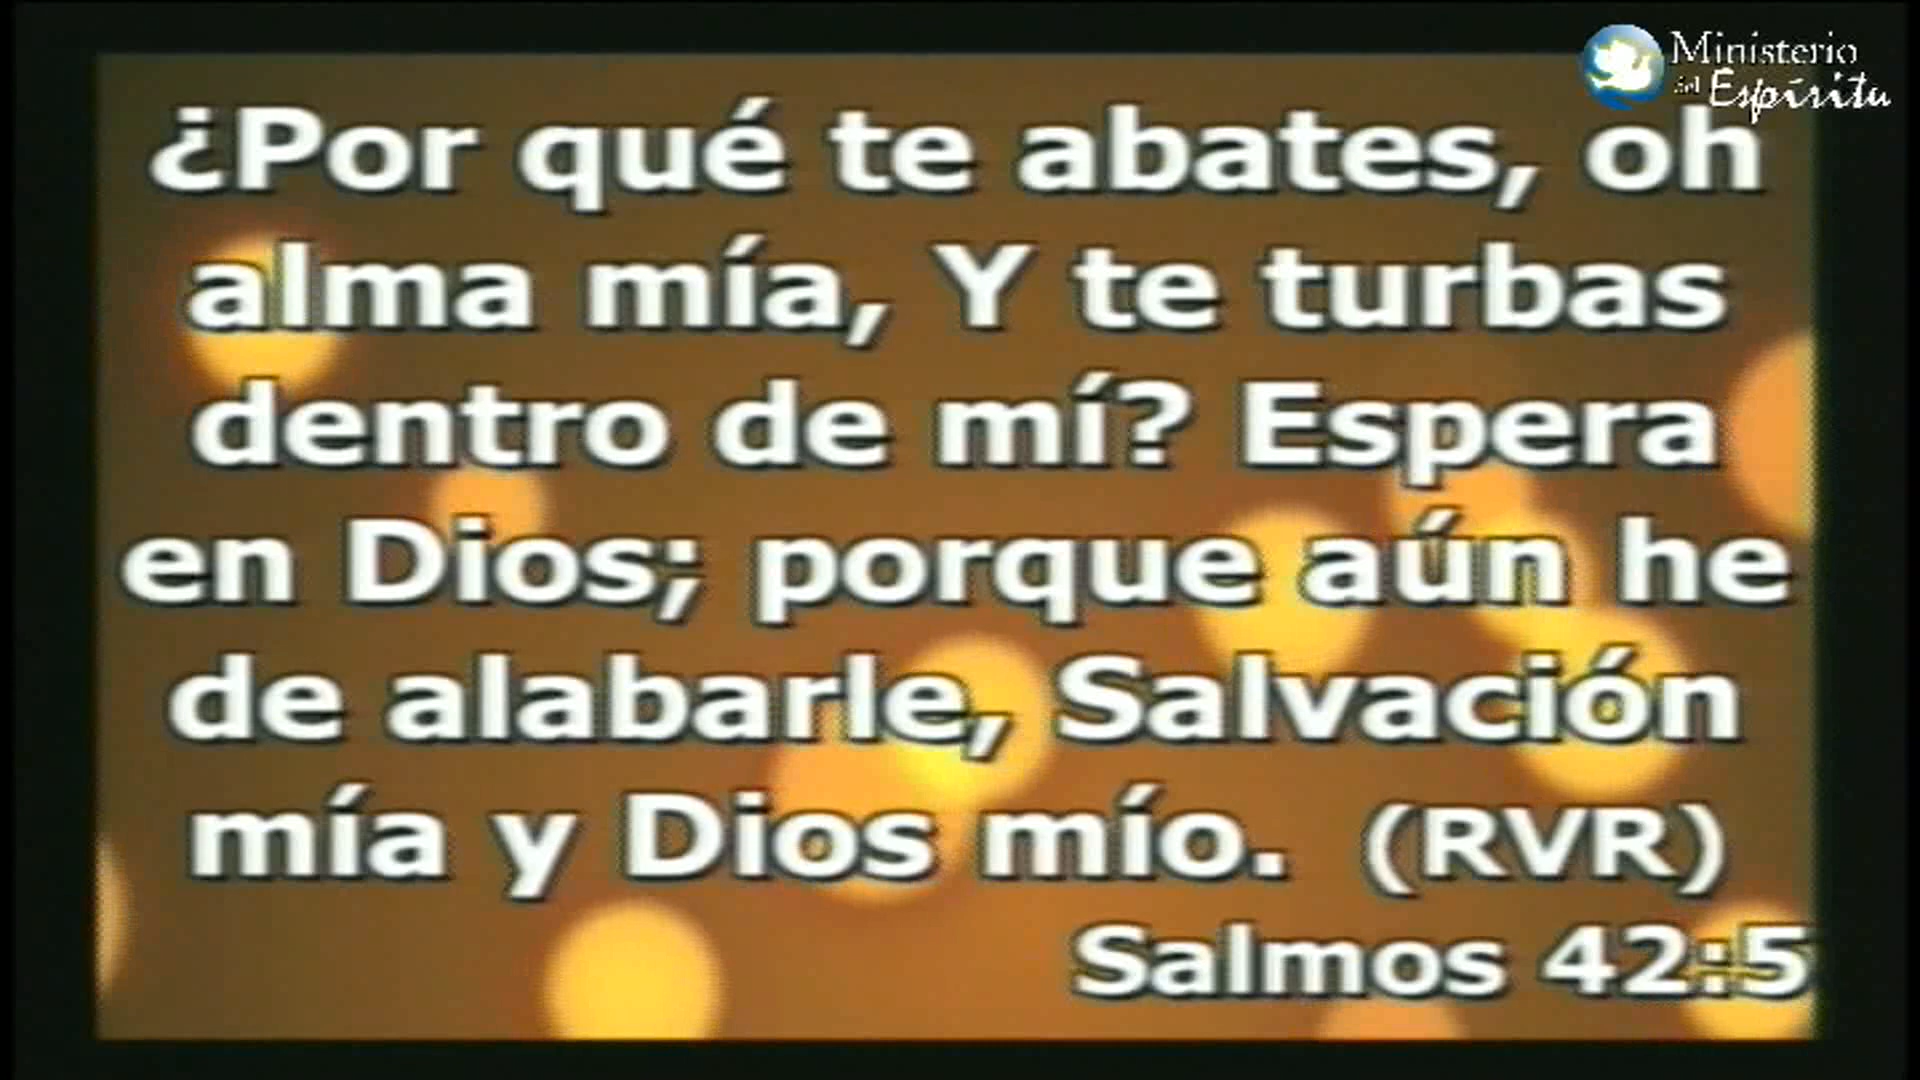 Ministerio
del Espíritu
¿Por qué te abates, oh
alma mía, Y te turbas
dentro de mí? Espera
en Dios; porque aún he
de alabarle, Salvación
mía y Dios mío. (RVR)
Salmos 42:5